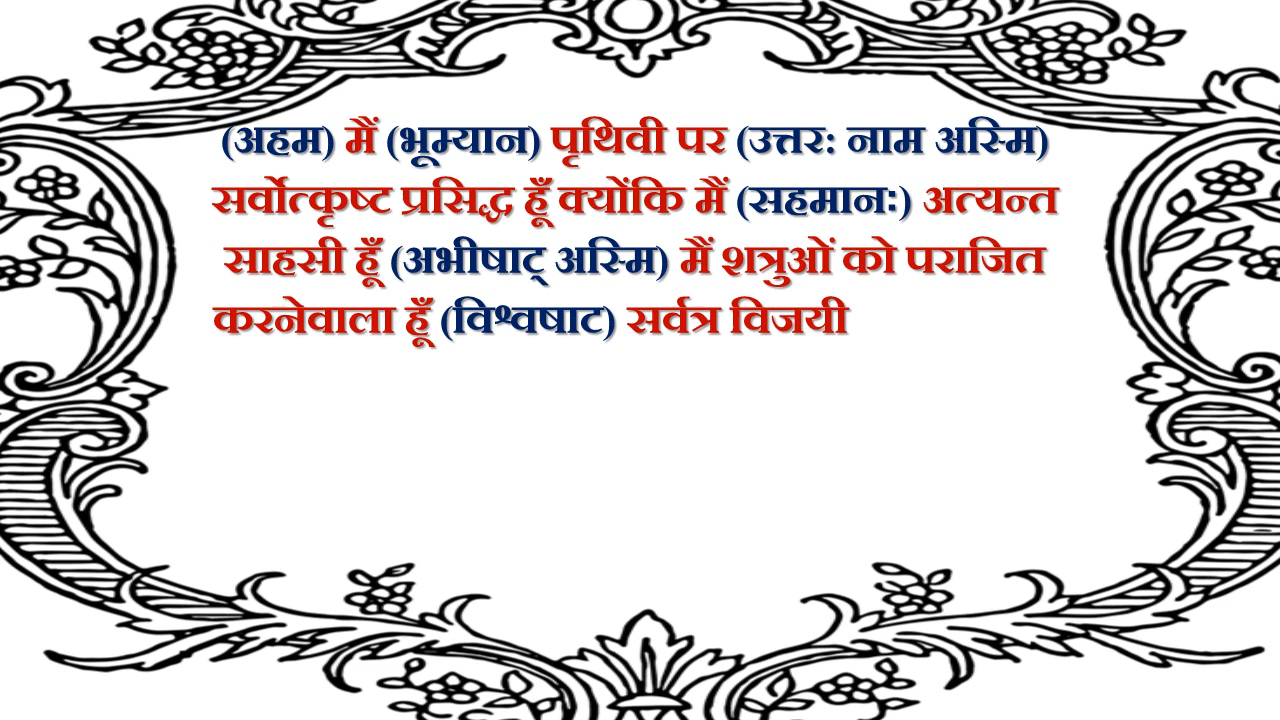 (अहम) मैं (भूम्यान) पृथिवी पर (उत्तर: नाम अस्मि)
सर्वोत्कृष्ट प्रसिद्ध हूँ क्योंकि मैं (सहमानः) अत्यन्त
साहसी हूँ (अभीषाट् अस्मि) मैं शत्रुओं को पराजित
करनेवाला हूँ (विश्वषाट) सर्वत्र विजयी